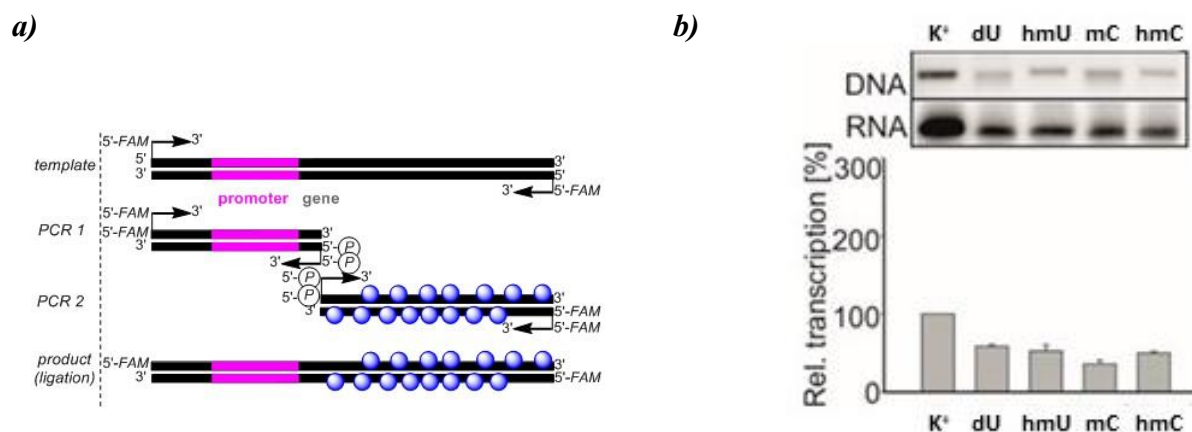 a)
5'-FAM 3'
5' 3'
template
3' 5'
3' 5'-FAM
promoter gene
5'-FAM 3'
PCR 1
5'-FAM 3'
3' 5'-P
3' 5'-P
5'-P 3'
PCR 2
5'-P 3'
3' 5'-FAM
3' 5'-FAM
product
(ligation)
5'-FAM 3'
3' 5'-FAM
b)
K⁺ dU hmU mC hmC
DNA
RNA
Rel. transcription [%]
300
200
100
0
K⁺ dU hmU mC hmC